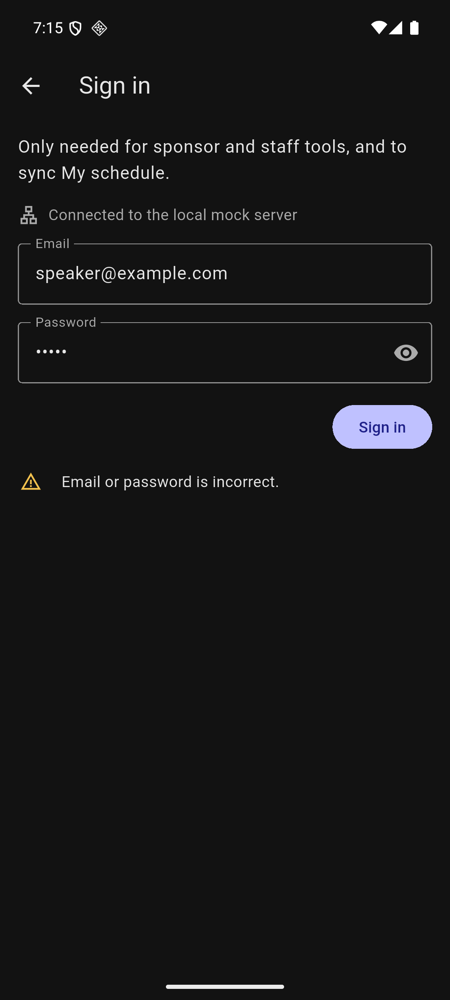 7:15
Sign in
Only needed for sponsor and staff tools, and to
sync My schedule.
Connected to the local mock server
Email
speaker@example.com
Password
•••••
Sign in
Email or password is incorrect.